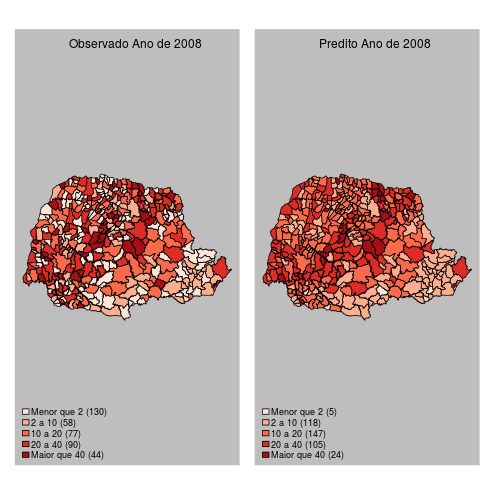 Observado Ano de 2008
Menor que 2 (130)
2 a 10 (58)
10 a 20 (77)
20 a 40 (90)
Maior que 40 (44)
Predito Ano de 2008
Menor que 2 (5)
2 a 10 (118)
10 a 20 (147)
20 a 40 (105)
Maior que 40 (24)